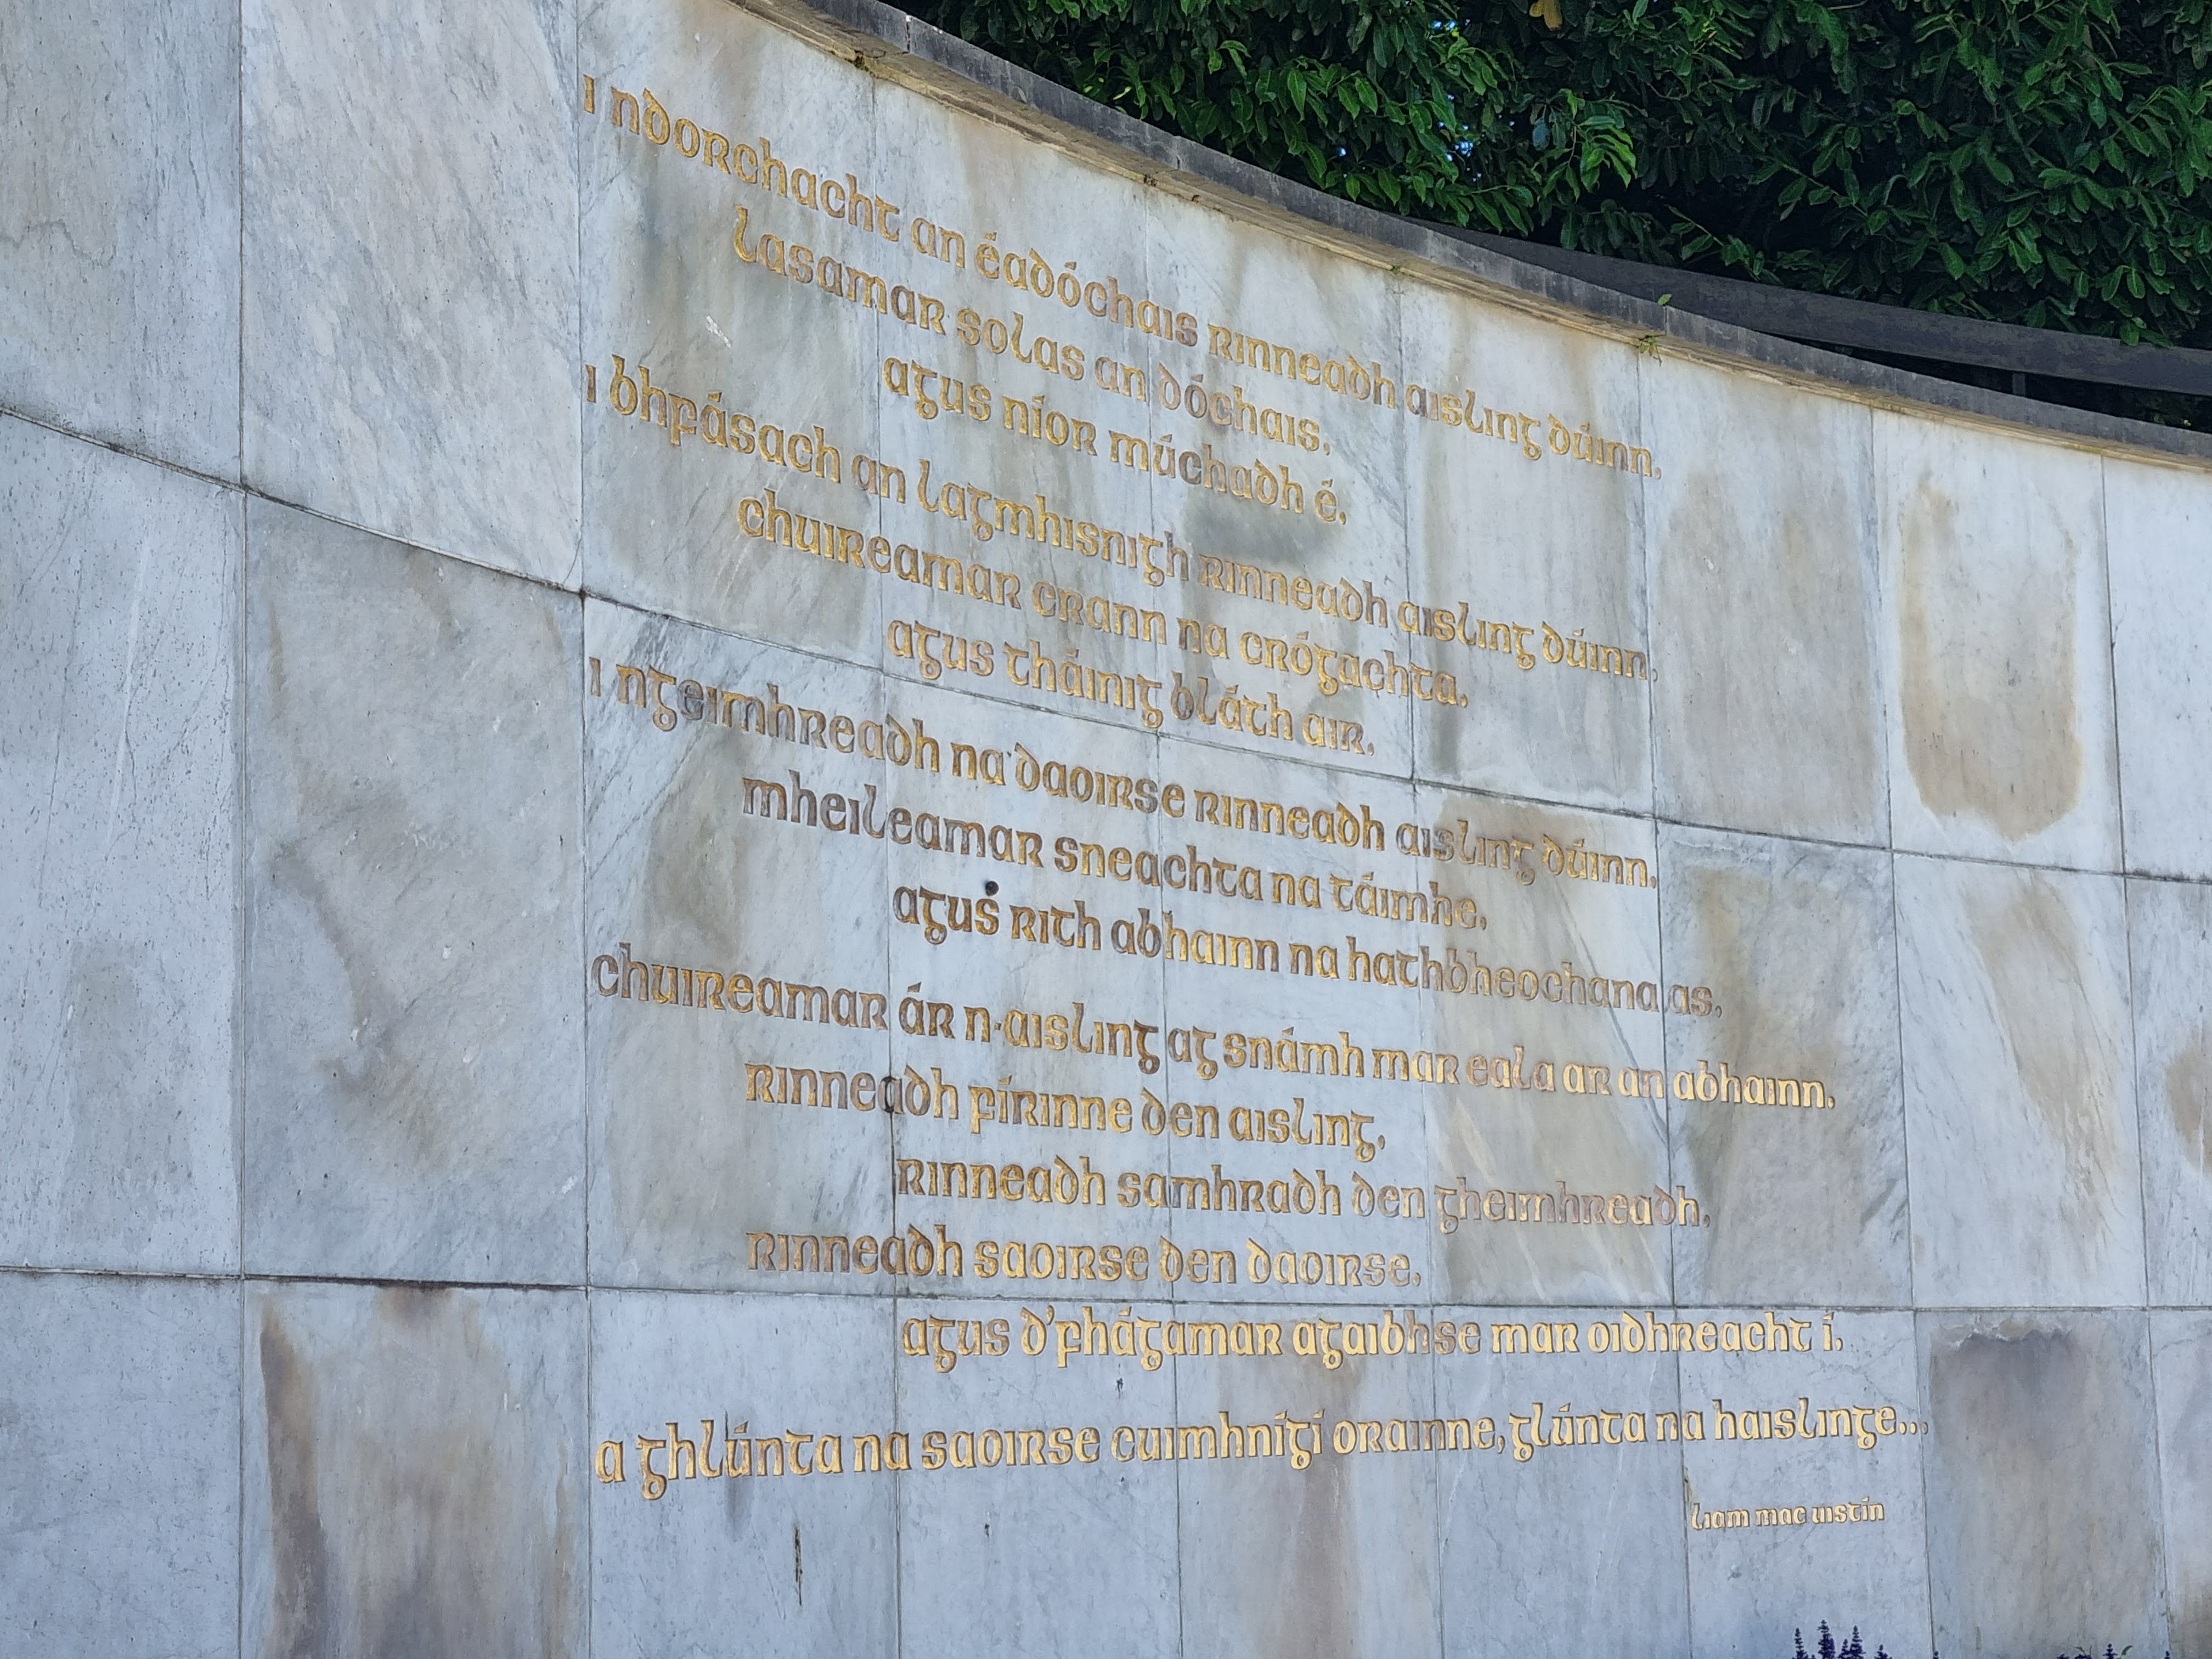 I ndorchacht an éadóchais rinneadh aisling dúinn.
Lasamar solas an dóchais.
agus níor múchadh é.
I bhfásach an lagmhisnigh rinneadh aisling dúinn.
chuireamar crann na crógachta.
agus tháinig bláth air.
I ngeimhreadh na daoirse rinneadh aisling dúinn.
mheileamar sneachta na táimhe.
agus rith abhainn na hathbheochana as.
chuireamar ár n-aisling ag snámh mar eala ar an abhainn.
rinneadh fírinne den aisling.
rinneadh samhradh den gheimhreadh.
rinneadh saoirse den daoirse.
agus d'fhágamar agaibhse mar oidhreacht í.
a ghlúnta na saoirse cuimhnígí orainne, glúnta na haislinge...
Liam mac uistín